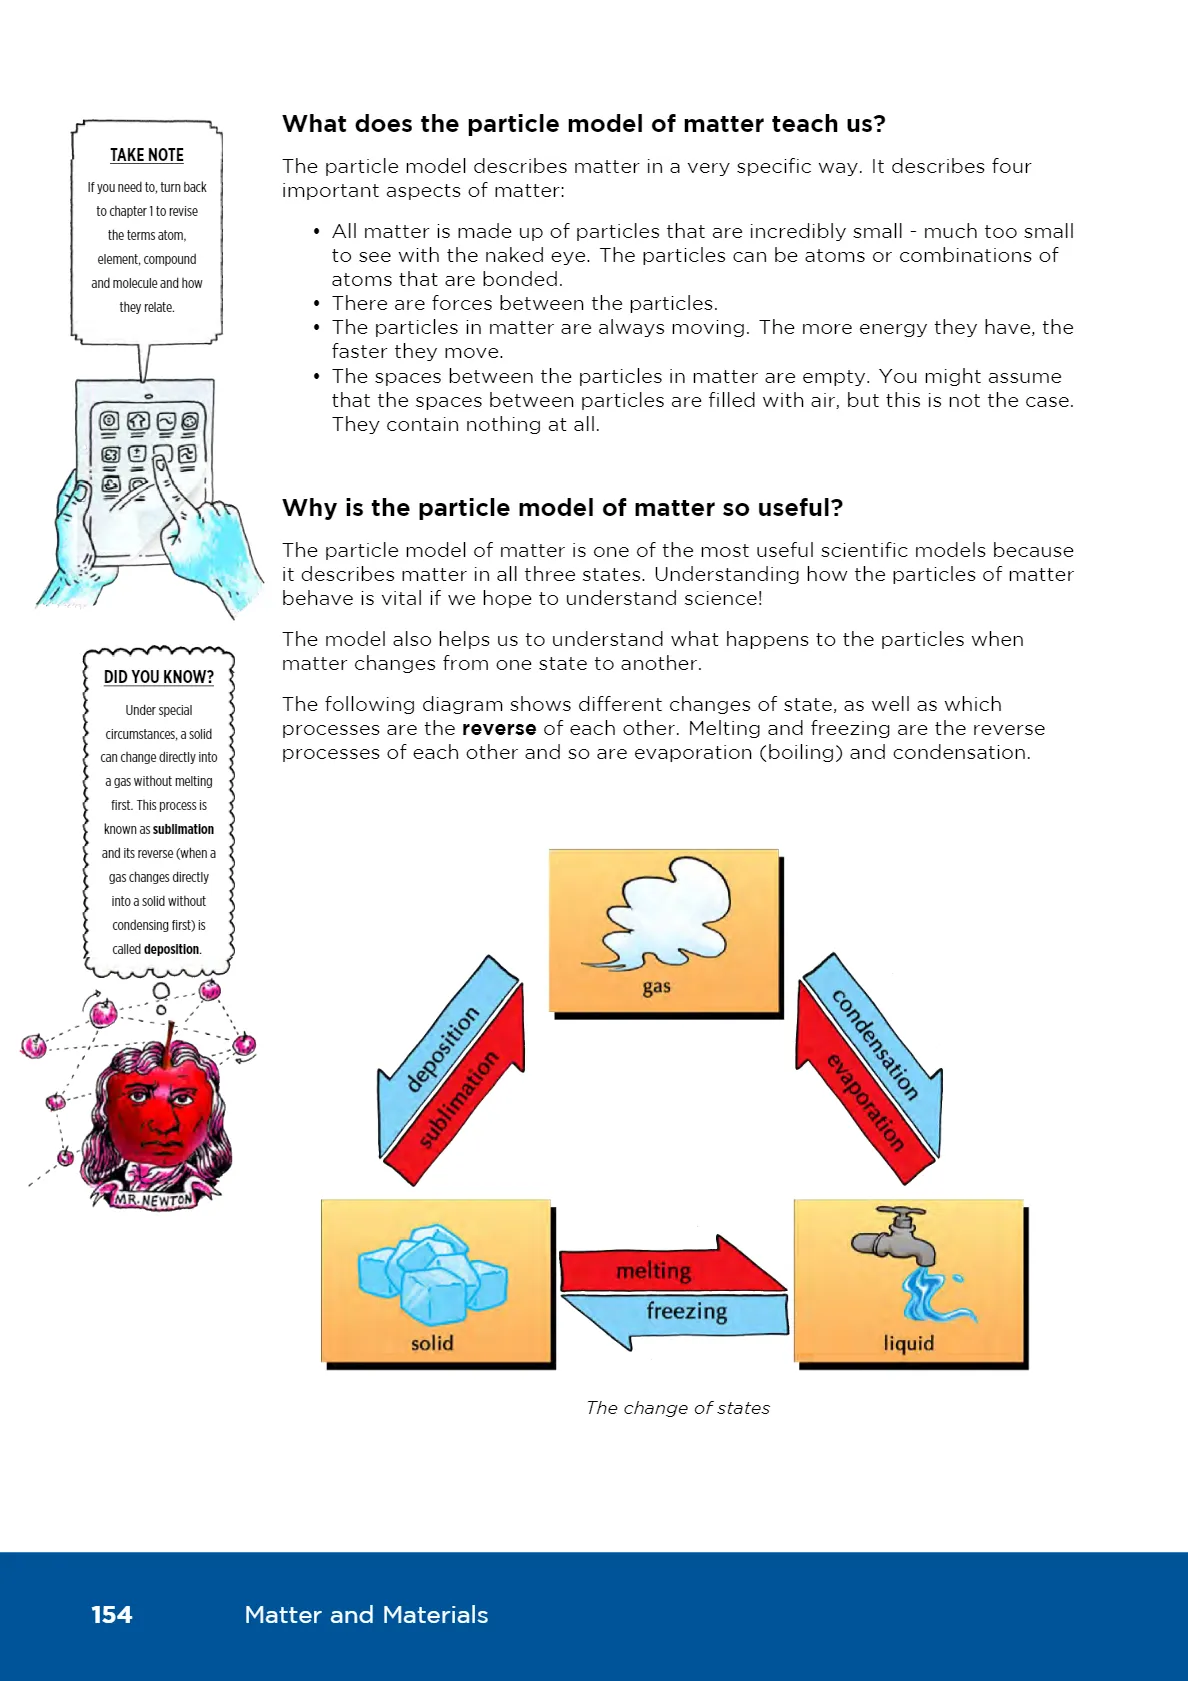 What does the particle model of matter teach us?
The particle model describes matter in a very specific way. It describes four
important aspects of matter:
• All matter is made up of particles that are incredibly small - much too small
to see with the naked eye. The particles can be atoms or combinations of
atoms that are bonded.
• There are forces between the particles.
• The particles in matter are always moving. The more energy they have, the
faster they move.
• The spaces between the particles in matter are empty. You might assume
that the spaces between particles are filled with air, but this is not the case.
They contain nothing at all.
TAKE NOTE
If you need to, turn back
to chapter 1 to revise
the terms atom,
element, compound
and molecule and how
they relate.
Why is the particle model of matter so useful?
The particle model of matter is one of the most useful scientific models because
it describes matter in all three states. Understanding how the particles of matter
behave is vital if we hope to understand science!
The model also helps us to understand what happens to the particles when
matter changes from one state to another.
The following diagram shows different changes of state, as well as which
processes are the reverse of each other. Melting and freezing are the reverse
processes of each other and so are evaporation (boiling) and condensation.
DID YOU KNOW?
Under special
circumstances, a solid
can change directly into
a gas without melting
first. This process is
known as sublimation
and its reverse (when a
gas changes directly
into a solid without
condensing first) is
called deposition.
MR. NEWTON
gas
deposition
sublimation
condensation
evaporation
solid
melting
freezing
liquid
The change of states
154
Matter and Materials